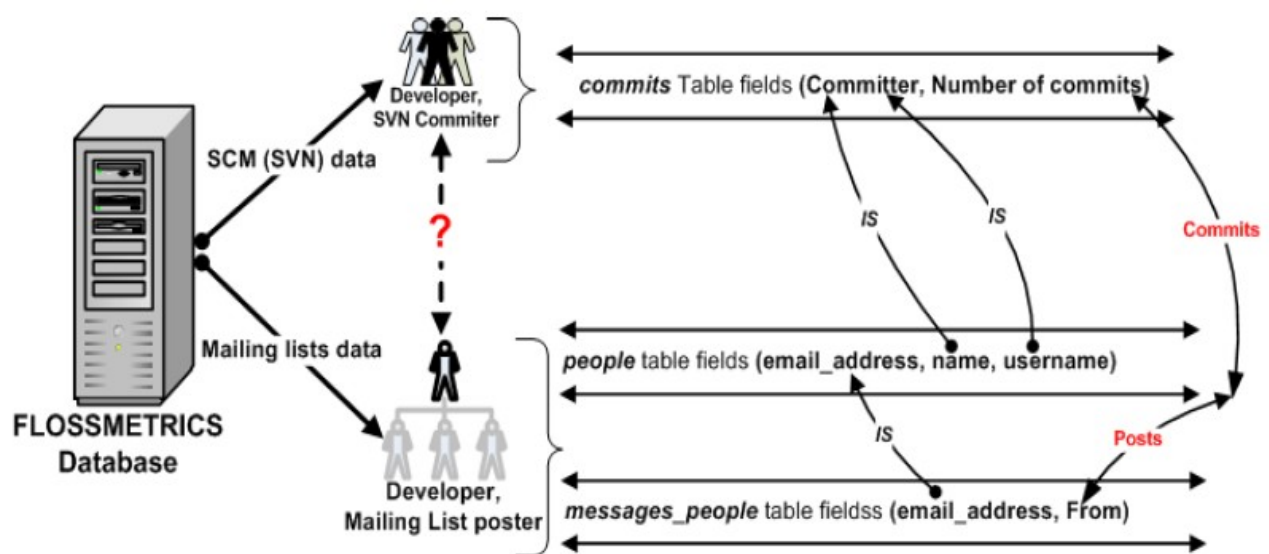 Developer,
SVN Commiter
commits Table fields (Committer, Number of commits)
SCM (SVN) data
?
IS
IS
Commits
Mailing lists data
people table fields (email_address, name, username)
FLOSSMETRICS
Database
IS
Posts
Developer,
Mailing List poster
messages_people table fieldss (email_address, From)